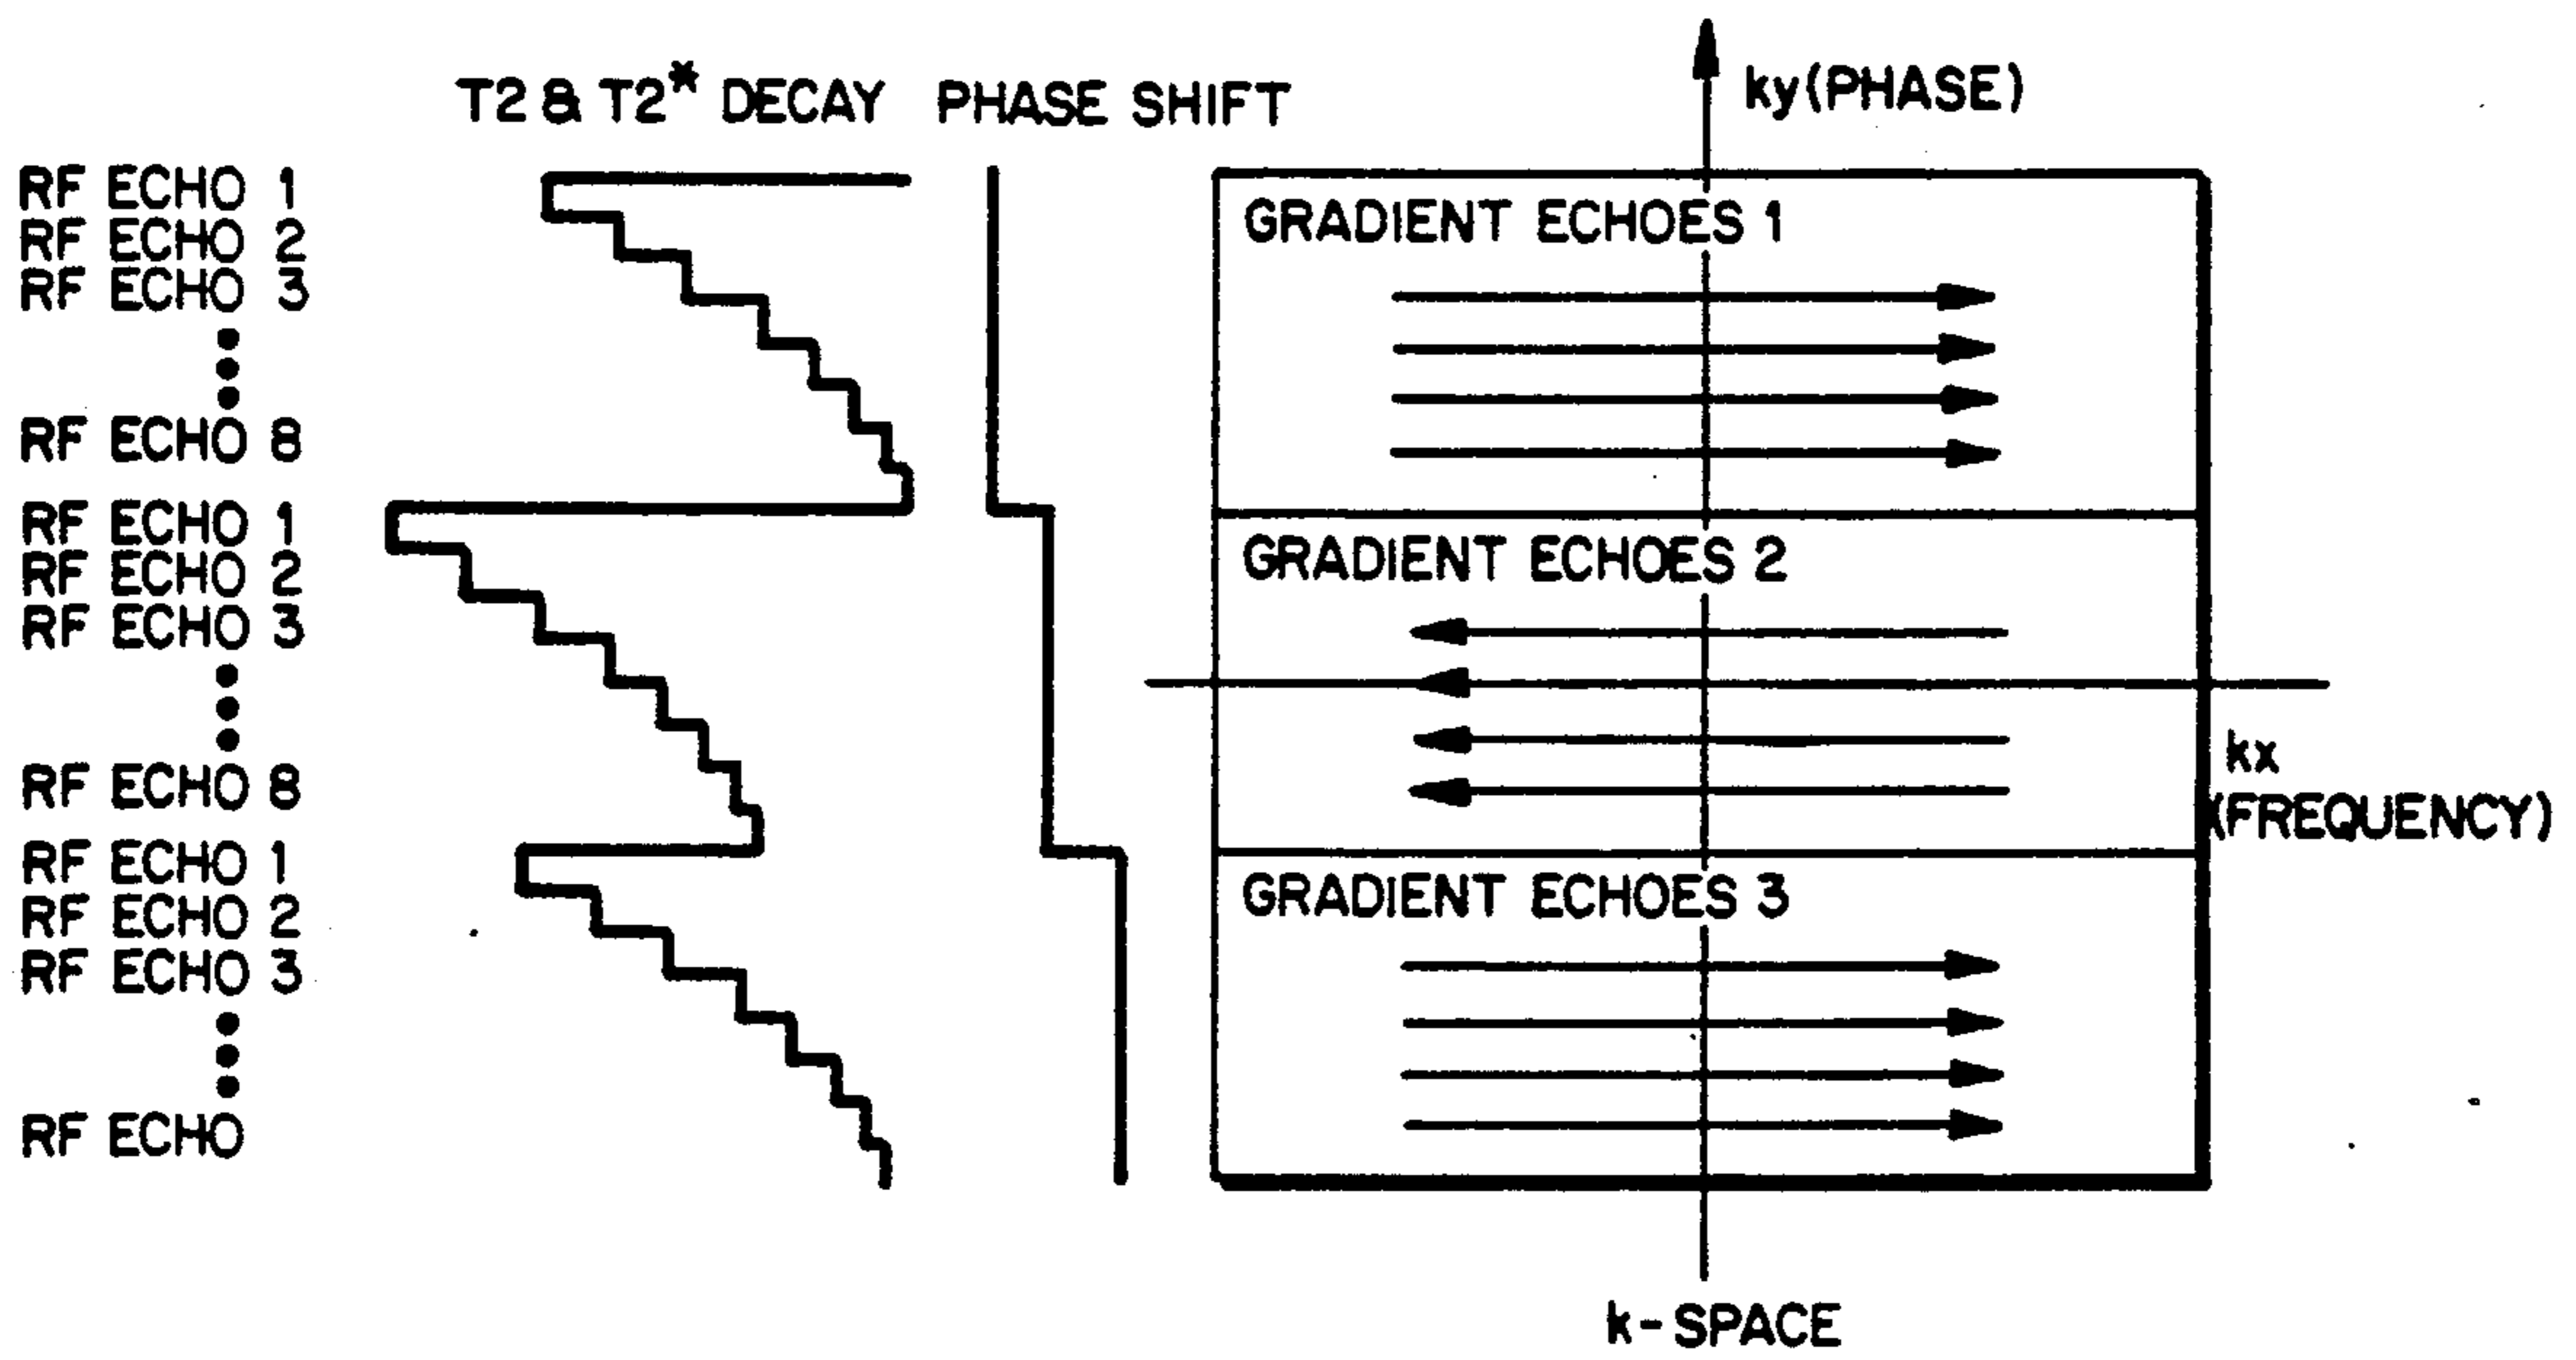 T2 & T2* DECAY
PHASE SHIFT
ky(PHASE)
RF ECHO 1
RF ECHO 2
RF ECHO 3
RF ECHO 8
RF ECHO 1
RF ECHO 2
RF ECHO 3
RF ECHO 8
RF ECHO 1
RF ECHO 2
RF ECHO 3
RF ECHO
GRADIENT ECHOES 1
GRADIENT ECHOES 2
GRADIENT ECHOES 3
kx
(FREQUENCY)
k-SPACE